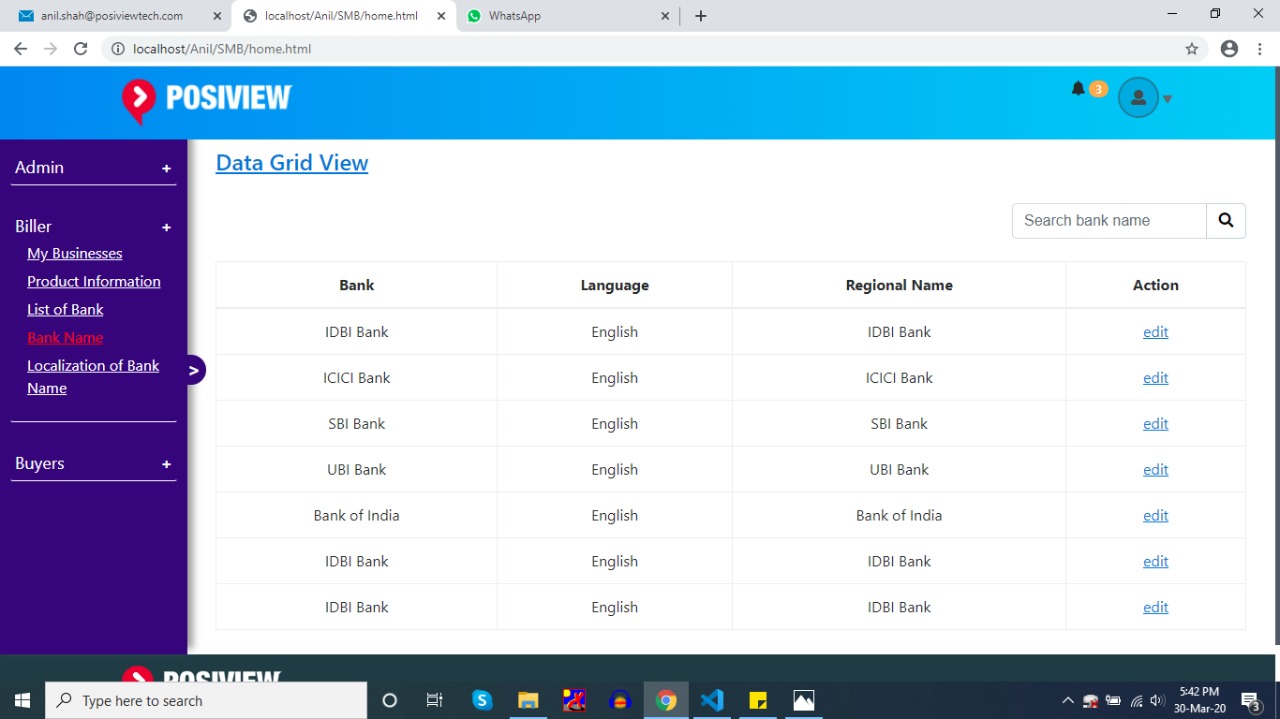 anil.shah@posiviewtech.com
localhost/Anil/SMB/home.html
WhatsApp
localhost/Anil/SMB/home.html
POSIVIEW
3
Admin +
Biller +
My Businesses
Product Information
List of Bank
Bank Name
Localization of Bank
Name
>
Buyers +
Data Grid View
Search bank name
Bank Language Regional Name Action
IDBI Bank English IDBI Bank edit
ICICI Bank English ICICI Bank edit
SBI Bank English SBI Bank edit
UBI Bank English UBI Bank edit
Bank of India English Bank of India edit
IDBI Bank English IDBI Bank edit
IDBI Bank English IDBI Bank edit
POSIVIEW
Type here to search
5:42 PM
30-Mar-20
3